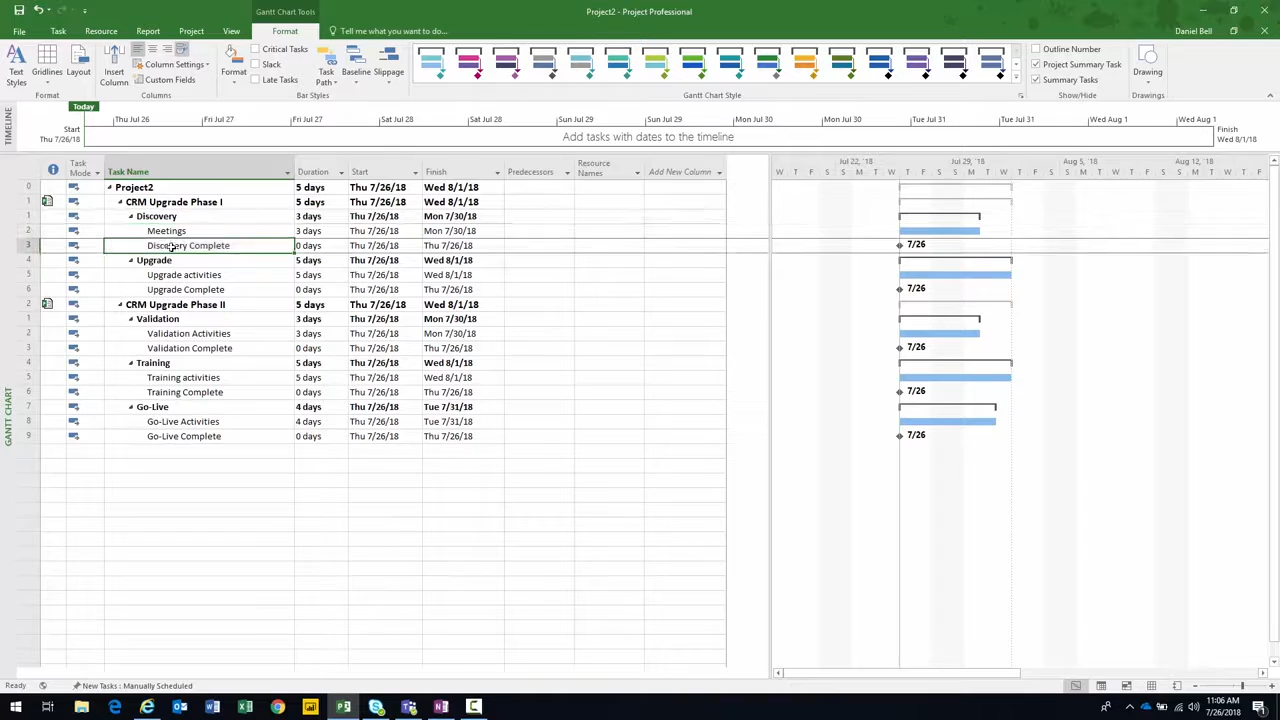 Gantt Chart Tools
Project2 - Project Professional
Daniel Bell
File Task Resource Report Project View Format Tell me what you want to do...
Text Styles
Gridlines
Layout
Format
Insert Column
Column Settings
Custom Fields
Columns
Format
Critical Tasks
Slack
Late Tasks
Task Path
Baseline
Slippage
Bar Styles
Gantt Chart Style
Outline Number
Project Summary Task
Summary Tasks
Show/Hide
Drawing
Drawings
TIMELINE
Today
Start
Thu 7/26/18
Thu Jul 26 Fri Jul 27 Fri Jul 27 Sat Jul 28 Sat Jul 28 Sun Jul 29 Sun Jul 29 Mon Jul 30 Mon Jul 30 Tue Jul 31 Tue Jul 31 Wed Aug 1 Wed Aug 1
Add tasks with dates to the timeline
Finish
Wed 8/1/18
Task Mode Task Name Duration Start Finish Predecessors Resource Names Add New Column
Jul 22, '18 Jul 29, '18 Aug 5, '18 Aug 12, '18
W T F S S M T W T F S S M T W T F S S M T W T F S S M T W T F
0 Project2 5 days Thu 7/26/18 Wed 8/1/18
1 CRM Upgrade Phase I 5 days Thu 7/26/18 Wed 8/1/18
1 Discovery 3 days Thu 7/26/18 Mon 7/30/18
2 Meetings 3 days Thu 7/26/18 Mon 7/30/18
3 Discovery Complete 0 days Thu 7/26/18 Thu 7/26/18 7/26
4 Upgrade 5 days Thu 7/26/18 Wed 8/1/18
5 Upgrade activities 5 days Thu 7/26/18 Wed 8/1/18
6 Upgrade Complete 0 days Thu 7/26/18 Thu 7/26/18 7/26
2 CRM Upgrade Phase II 5 days Thu 7/26/18 Wed 8/1/18
1 Validation 3 days Thu 7/26/18 Mon 7/30/18
2 Validation Activities 3 days Thu 7/26/18 Mon 7/30/18
3 Validation Complete 0 days Thu 7/26/18 Thu 7/26/18 7/26
4 Training 5 days Thu 7/26/18 Wed 8/1/18
5 Training activities 5 days Thu 7/26/18 Wed 8/1/18
6 Training Complete 0 days Thu 7/26/18 Thu 7/26/18 7/26
7 Go-Live 4 days Thu 7/26/18 Tue 7/31/18
8 Go-Live Activities 4 days Thu 7/26/18 Tue 7/31/18
9 Go-Live Complete 0 days Thu 7/26/18 Thu 7/26/18 7/26
GANTT CHART
Ready New Tasks : Manually Scheduled
11:06 AM
7/26/2018